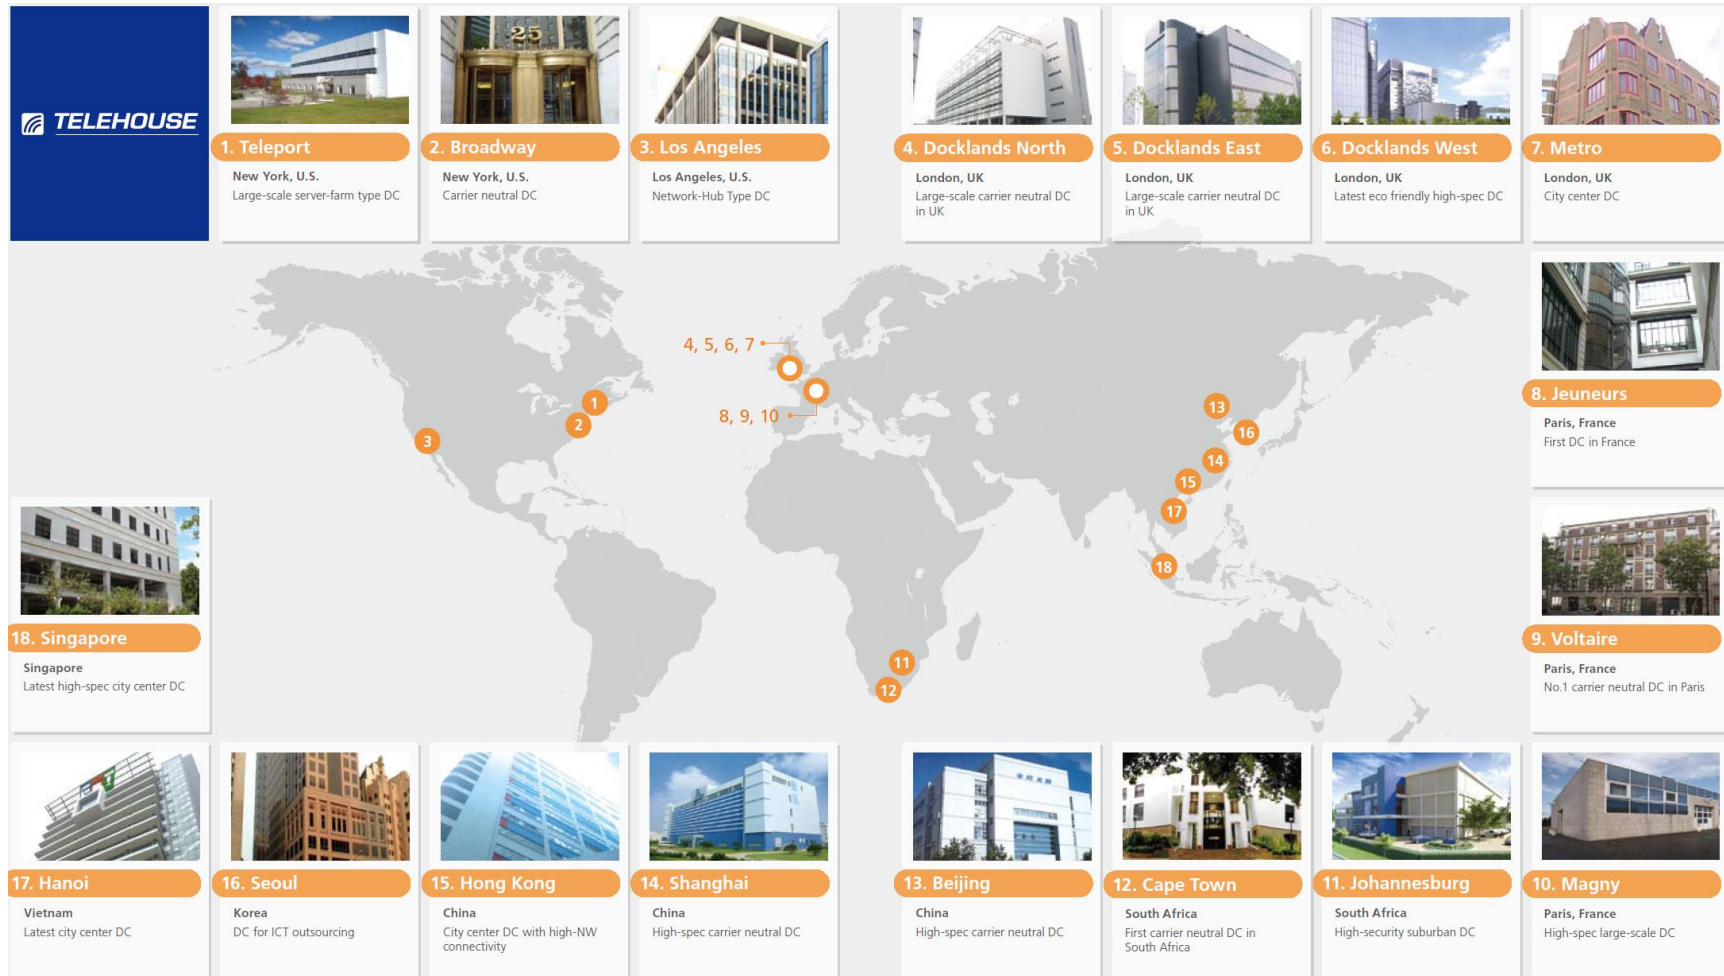 TELEHOUSE
25
1. Teleport
New York, U.S.
Large-scale server-farm type DC
2. Broadway
New York, U.S.
Carrier neutral DC
3. Los Angeles
Los Angeles, U.S.
Network-Hub Type DC
4. Docklands North
London, UK
Large-scale carrier neutral DC
in UK
5. Docklands East
London, UK
Large-scale carrier neutral DC
in UK
6. Docklands West
London, UK
Latest eco friendly high-spec DC
7. Metro
London, UK
City center DC
8. Jeuneurs
Paris, France
First DC in France
9. Voltaire
Paris, France
No.1 carrier neutral DC in Paris
4, 5, 6, 7
8, 9, 10
1
2
3
13
16
14
15
17
18
11
12
18. Singapore
Singapore
Latest high-spec city center DC
17. Hanoi
Vietnam
Latest city center DC
16. Seoul
Korea
DC for ICT outsourcing
15. Hong Kong
China
City center DC with high-NW
connectivity
14. Shanghai
China
High-spec carrier neutral DC
13. Beijing
China
High-spec carrier neutral DC
12. Cape Town
South Africa
First carrier neutral DC in
South Africa
11. Johannesburg
South Africa
High-security suburban DC
10. Magny
Paris, France
High-spec large-scale DC